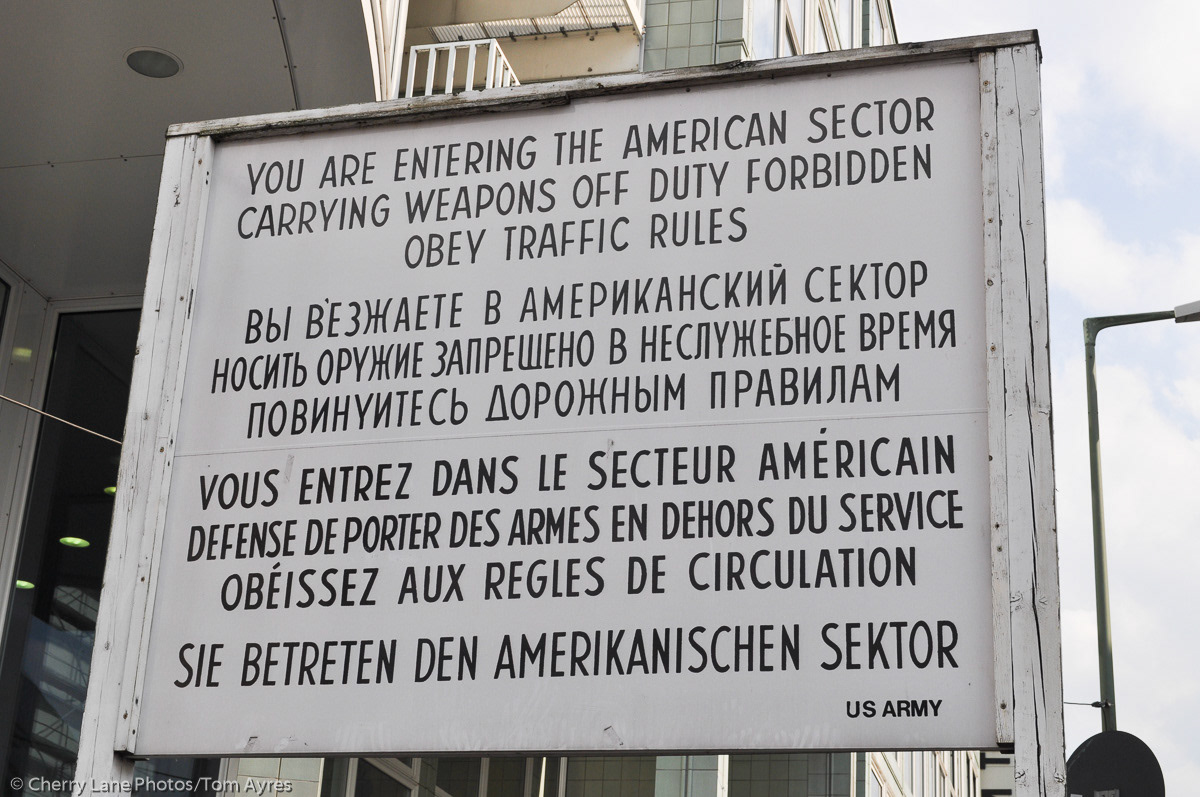 YOU ARE ENTERING THE AMERICAN SECTOR
CARRYING WEAPONS OFF DUTY FORBIDDEN
OBEY TRAFFIC RULES
ВЫ В'ЕЗЖАЕТЕ В АМЕРИКАНСКИЙ СЕКТОР
НОСИТЬ ОРУЖИЕ ЗАПРЕЩЕНО В НЕСЛУЖЕБНОЕ ВРЕМЯ
ПОВИНУИТЕСЬ ДОРОЖНЫМ ПРАВИЛАМ
VOUS ENTREZ DANS LE SECTEUR AMÉRICAIN
DEFENSE DE PORTER DES ARMES EN DEHORS DU SERVICE
OBÉISSEZ AUX REGLES DE CIRCULATION
SIE BETRETEN DEN AMERIKANISCHEN SEKTOR
US ARMY
© Cherry Lane Photos/Tom Ayres